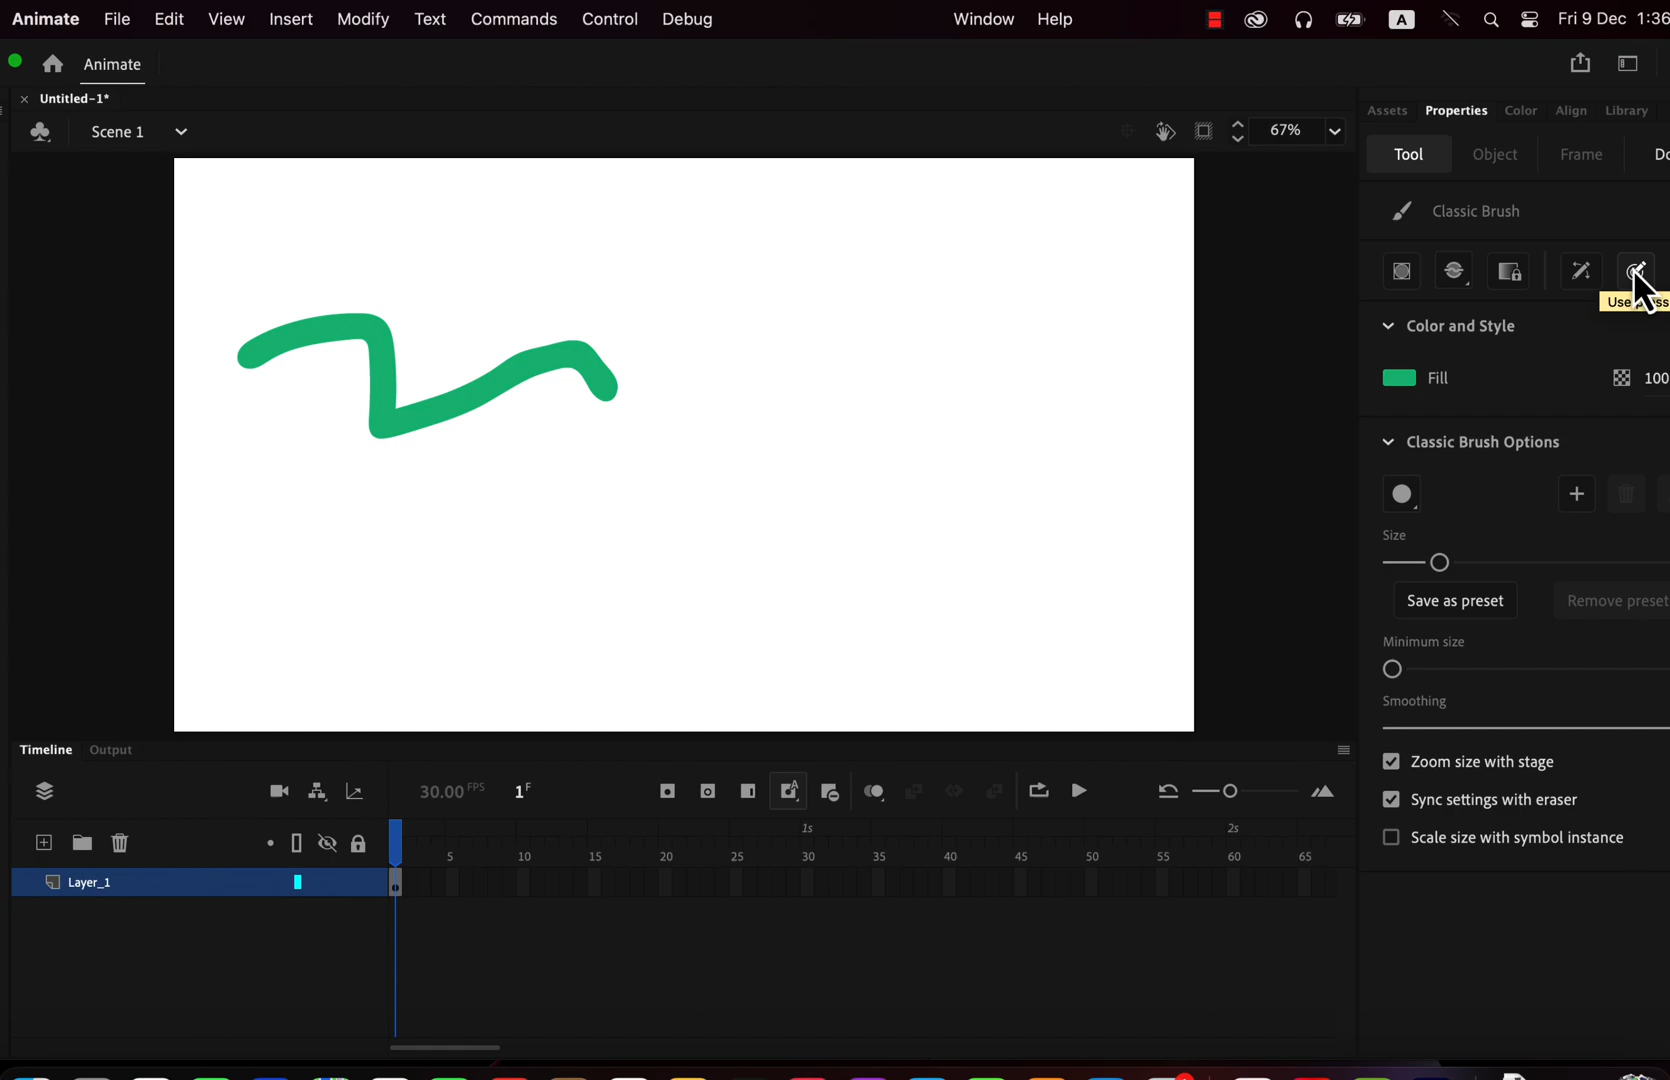 Animate File Edit View Insert Modify Text Commands Control Debug Window Help A Fri 9 Dec 1:36
Animate
Untitled-1*
Scene 1 67%
Assets Properties Color Align Library
Tool Object Frame
Classic Brush
Use
Color and Style
Fill 100
Classic Brush Options
Size
Save as preset Remove preset
Minimum size
Smoothing
Zoom size with stage
Sync settings with eraser
Scale size with symbol instance
Timeline Output
30.00 FPS 1 F
1s 2s
5 10 15 20 25 30 35 40 45 50 55 60 65
Layer_1